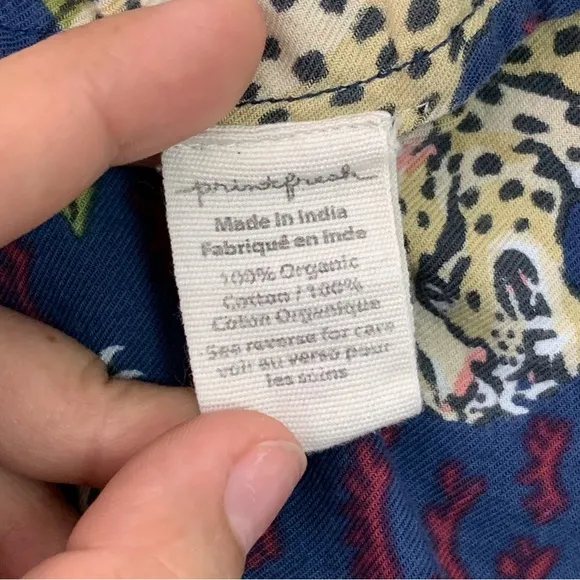 printfresh
Made in India
Fabriqué en Inde
100% Organic
Cotton / 100%
Coton Organique
See reverse for care
voir au verso pour
les soins